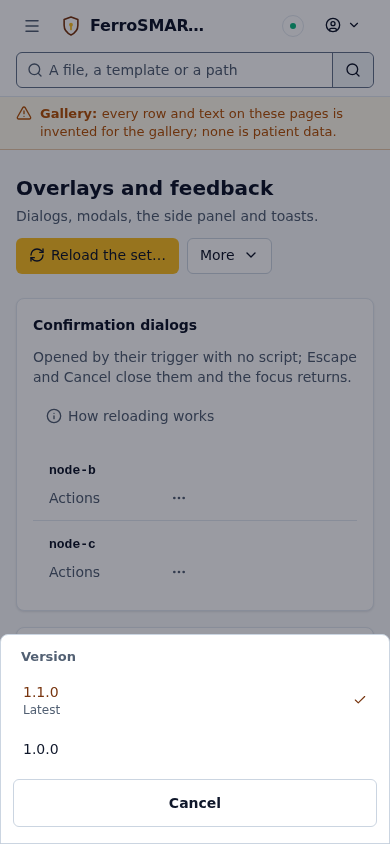 FerroSMAR…
A file, a template or a path
Gallery: every row and text on these pages is
invented for the gallery; none is patient data.
Overlays and feedback
Dialogs, modals, the side panel and toasts.
Reload the set…
More
Confirmation dialogs
Opened by their trigger with no script; Escape
and Cancel close them and the focus returns.
How reloading works
node-b
Actions
node-c
Actions
Version
1.1.0
Latest
1.0.0
Cancel